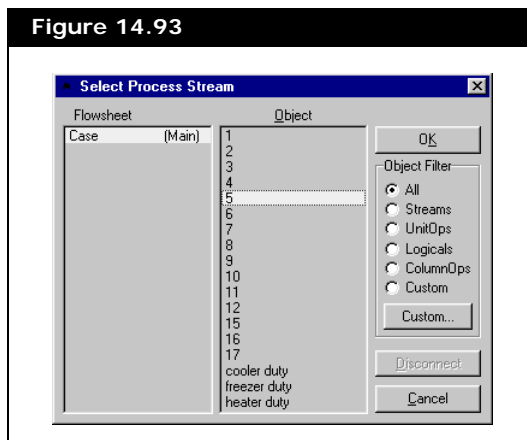 Figure 14.93
Select Process Stream
Flowsheet
Object
Case (Main)
1
2
3
4
5
6
7
8
9
10
11
12
15
16
17
cooler duty
freezer duty
heater duty
OK
Object Filter
All
Streams
UnitOps
Logicals
ColumnOps
Custom
Custom...
Disconnect
Cancel